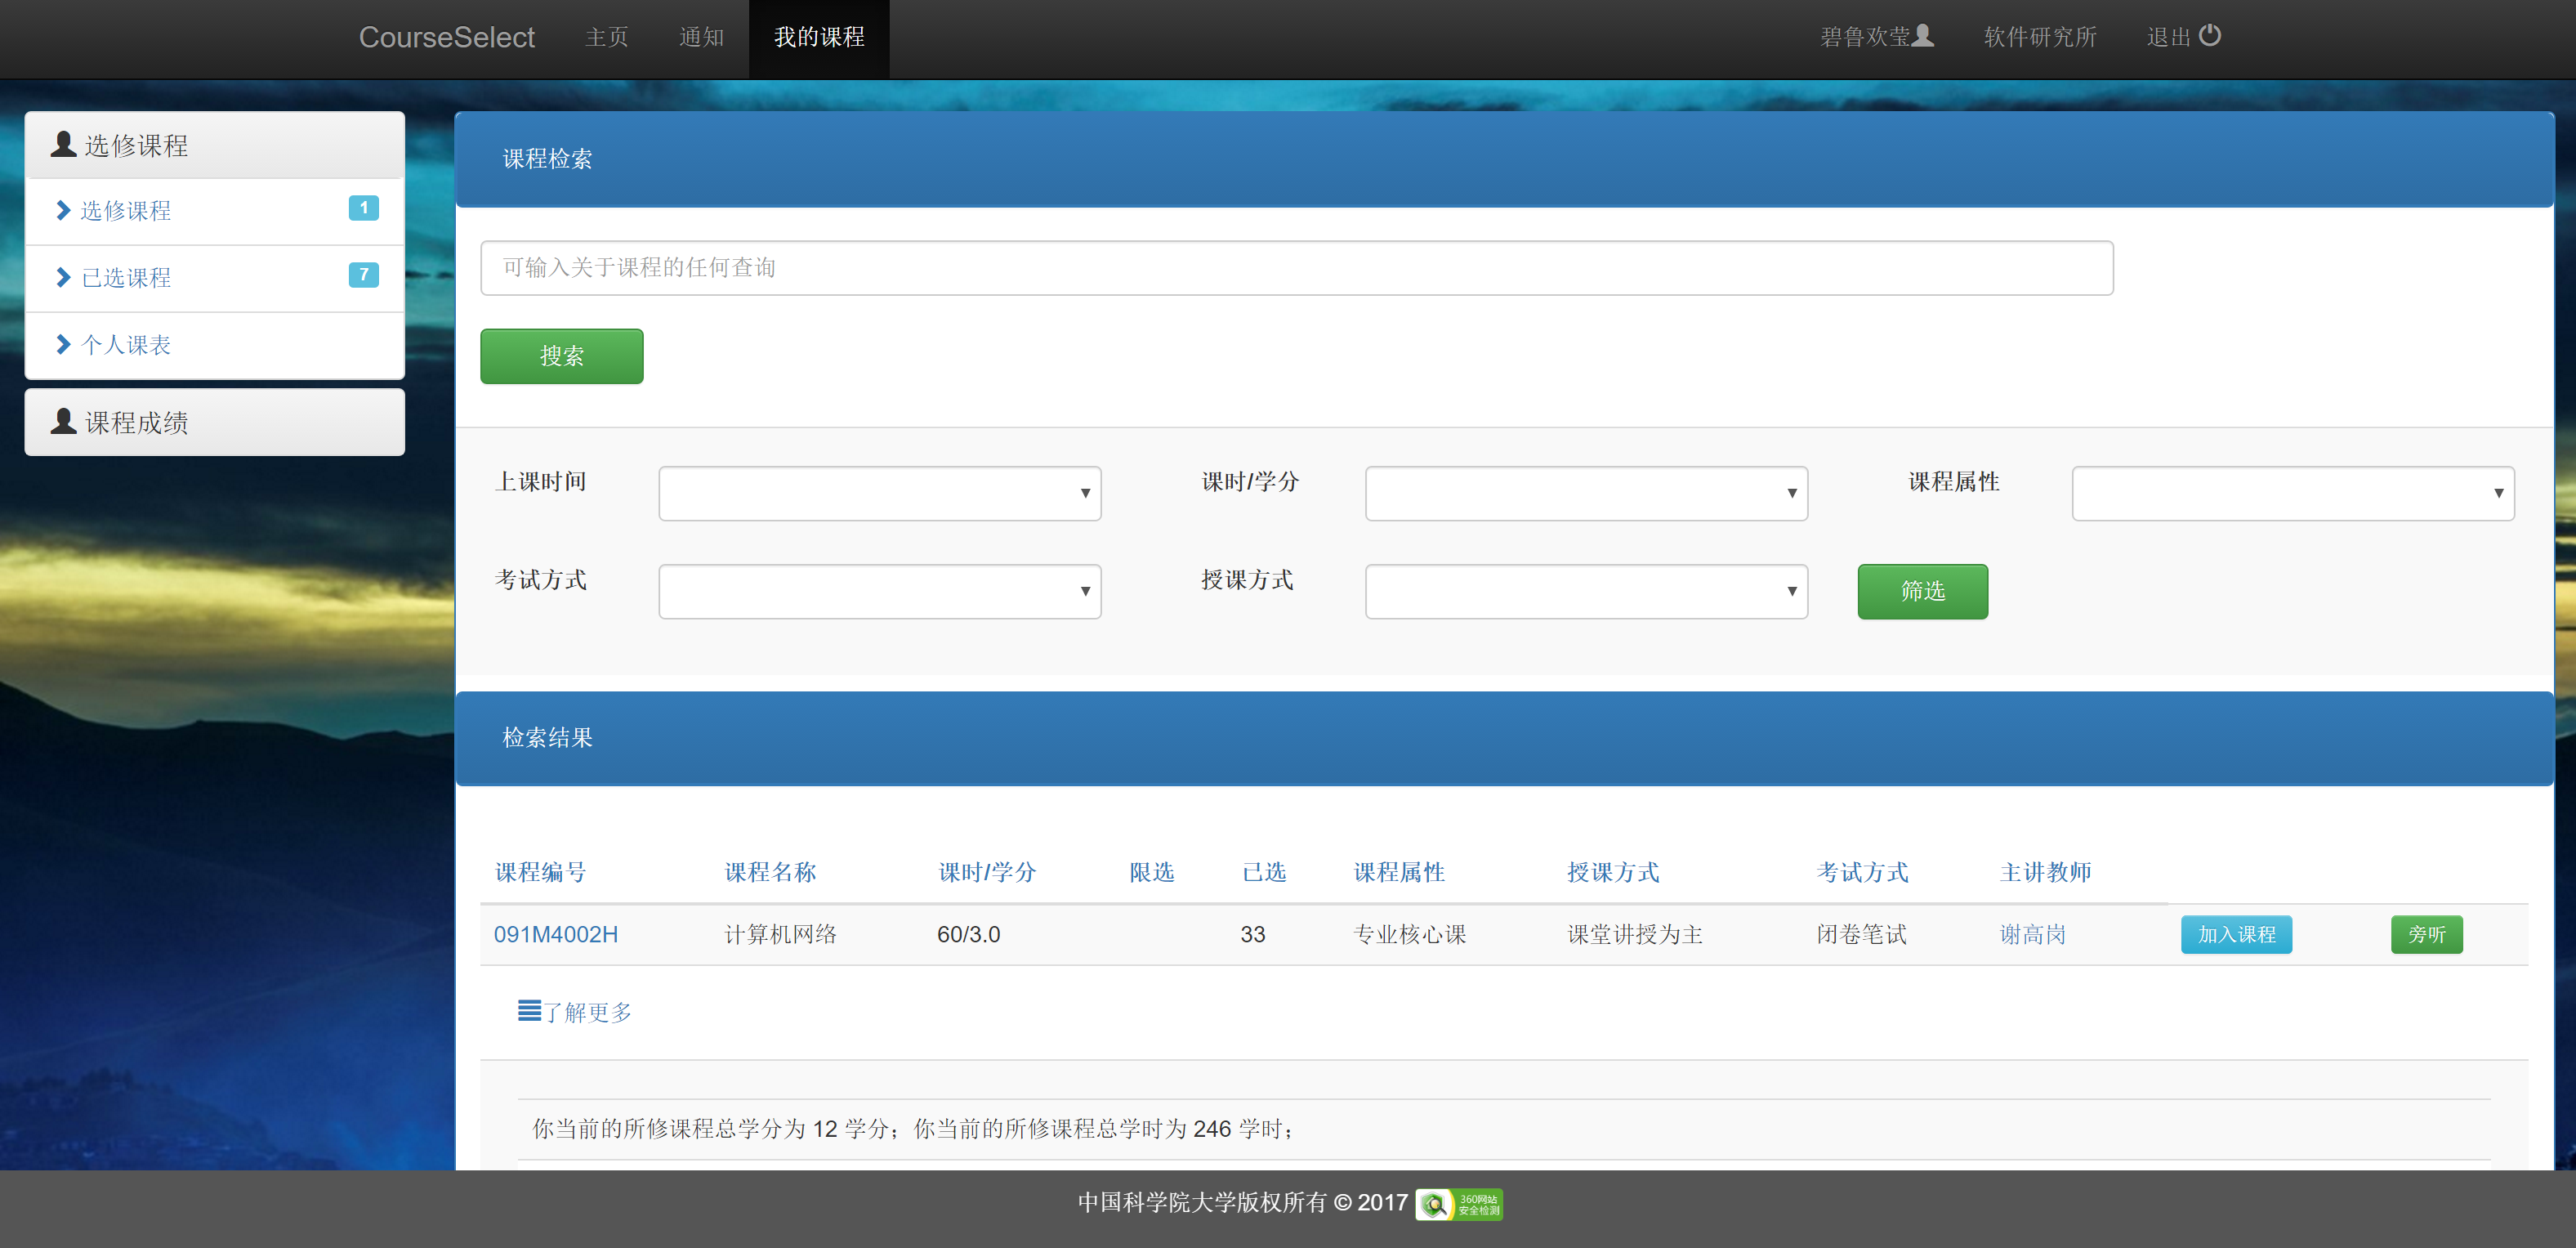 CourseSelect 主页 通知 我的课程 碧鲁欢莹 软件研究所 退出
选修课程
选修课程 1
已选课程 7
个人课表
课程成绩
课程检索
可输入关于课程的任何查询
搜索
上课时间 课时/学分 课程属性
考试方式 授课方式 筛选
检索结果
课程编号 课程名称 课时/学分 限选 已选 课程属性 授课方式 考试方式 主讲教师
091M4002H 计算机网络 60/3.0 33 专业核心课 课堂讲授为主 闭卷笔试 谢高岗 加入课程 旁听
了解更多
你当前的所修课程总学分为 12 学分；你当前的所修课程总学时为 246 学时；
中国科学院大学版权所有 © 2017 360网站
安全检测